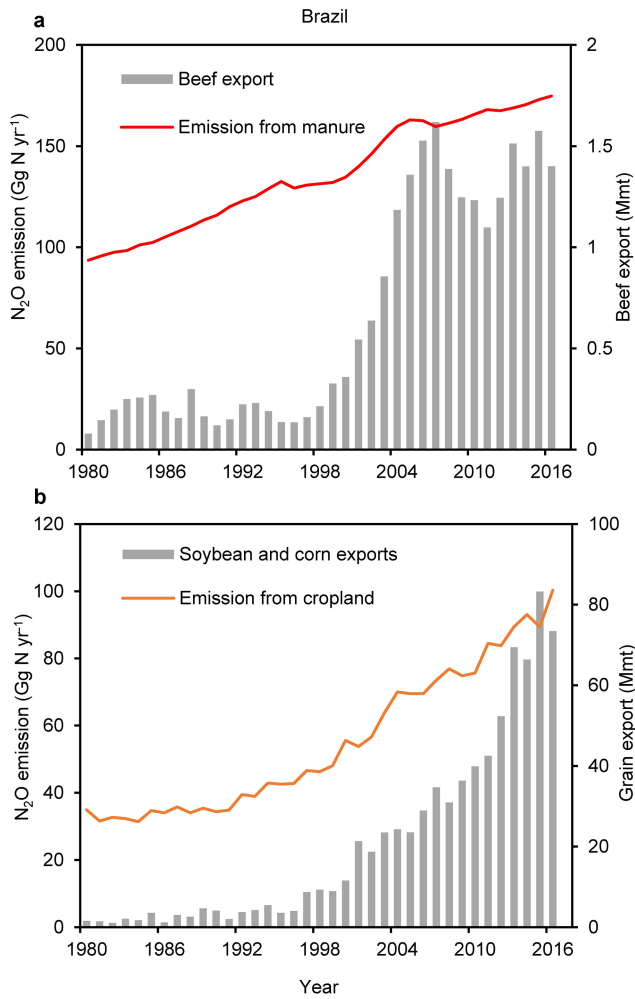 Brazil
a
200
150
100
50
0
2
1.5
1
0.5
0
N₂O emission (Gg N yr⁻¹)
Beef export (Mmt)
Beef export
Emission from manure
1980 1986 1992 1998 2004 2010 2016
b
120
100
80
60
40
20
0
100
80
60
40
20
0
N₂O emission (Gg N yr⁻¹)
Grain export (Mmt)
Soybean and corn exports
Emission from cropland
1980 1986 1992 1998 2004 2010 2016
Year